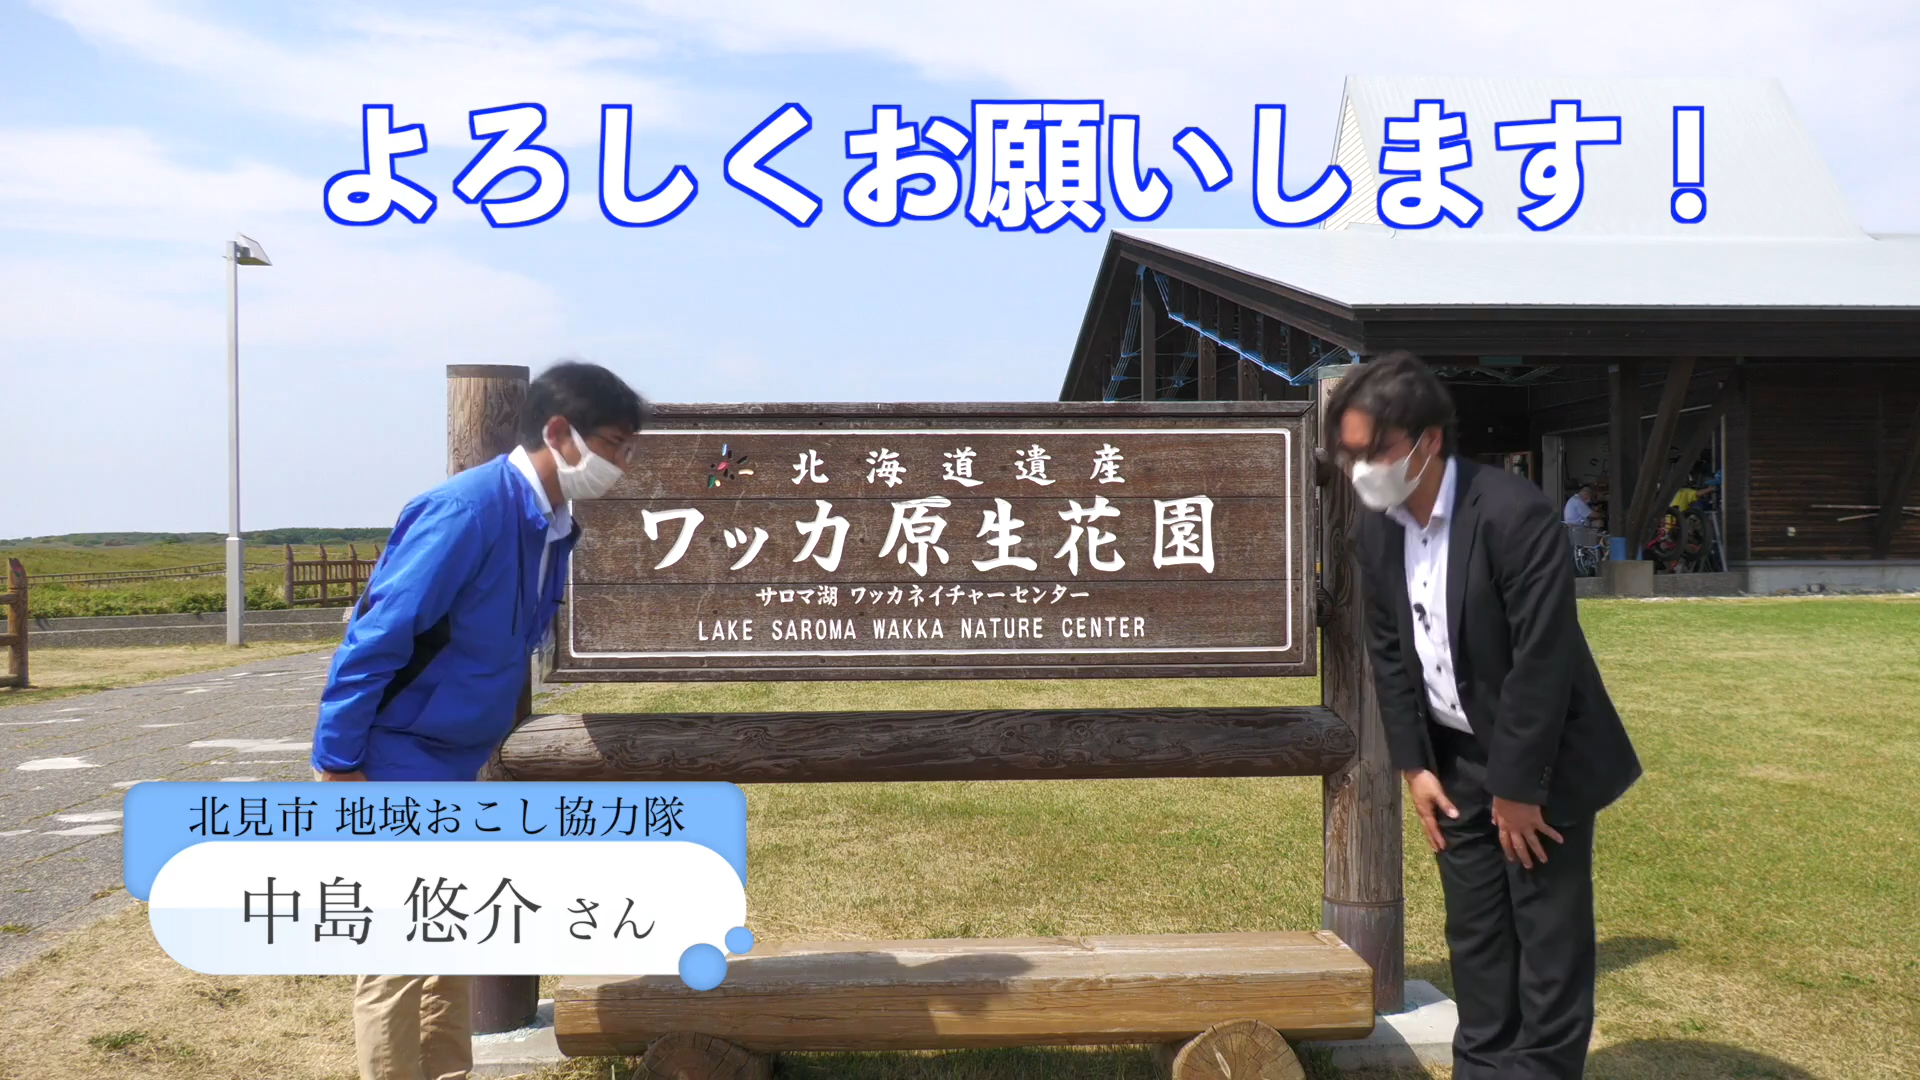 よろしくお願いします！
北海道遺産
ワッカ原生花園
サロマ湖 ワッカネイチャーセンター
LAKE SAROMA WAKKA NATURE CENTER
北見市 地域おこし協力隊
中島 悠介 さん